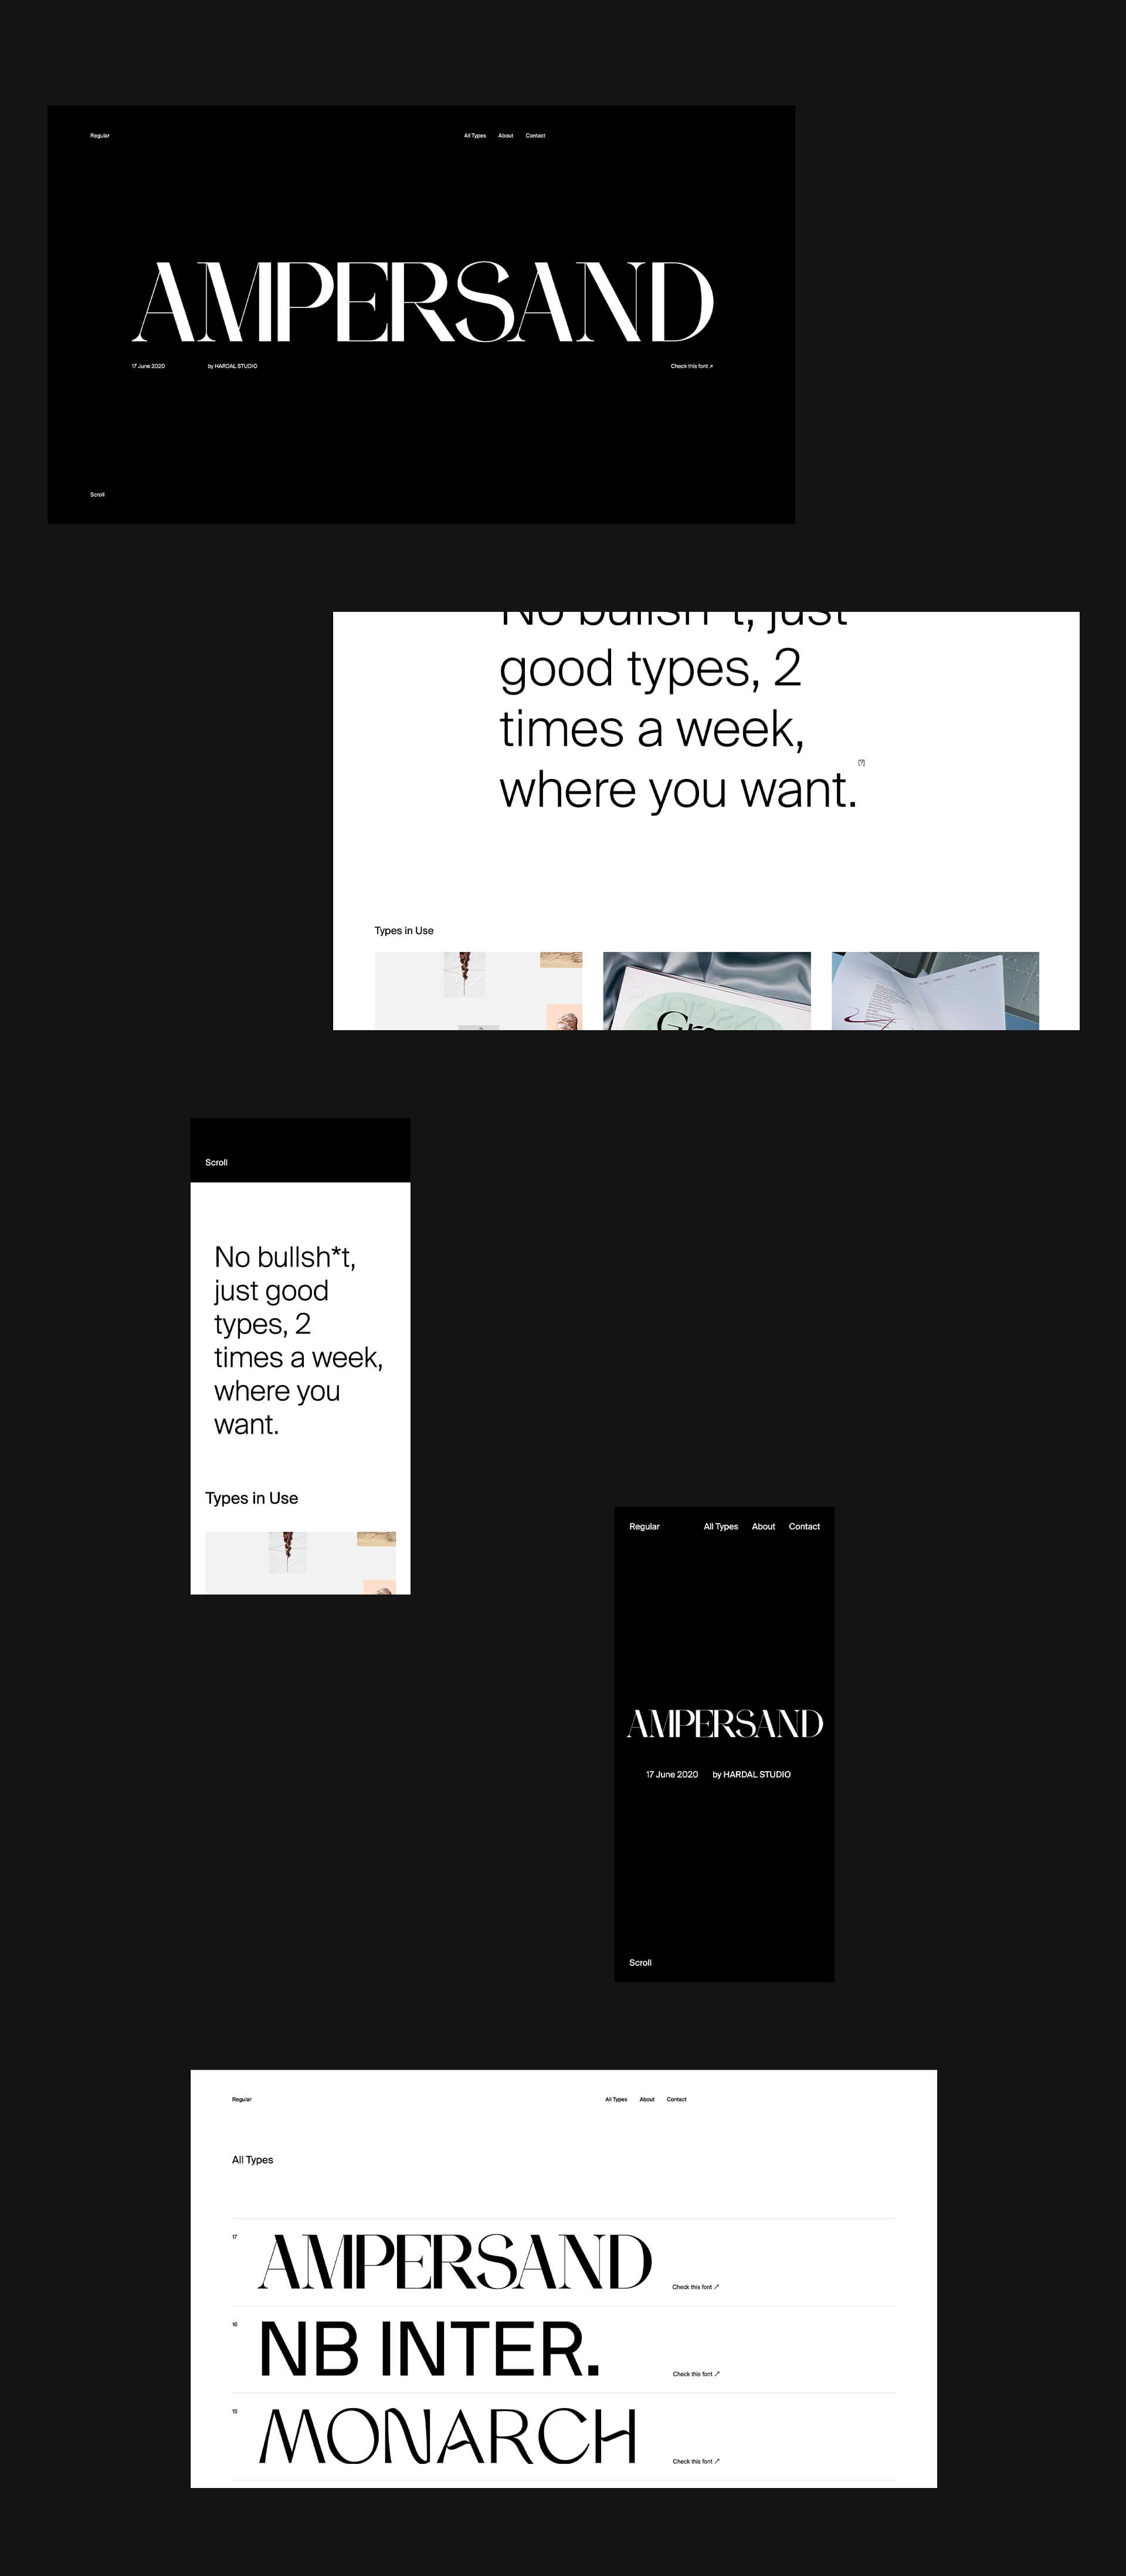 Regular All Types About Contact
AMPERSAND
17 June 2020 by HARDAL STUDIO Check this font ↗
Scroll
No bullsh*t, just
good types, 2
times a week,
where you want. [?]
Types in Use
Scroll
No bullsh*t,
just good
types, 2
times a week,
where you
want.
Types in Use
Regular All Types About Contact
AMPERSAND
17 June 2020 by HARDAL STUDIO
Scroll
Regular All Types About Contact
All Types
17 AMPERSAND Check this font ↗
16 NB INTER. Check this font ↗
15 MONARCH Check this font ↗